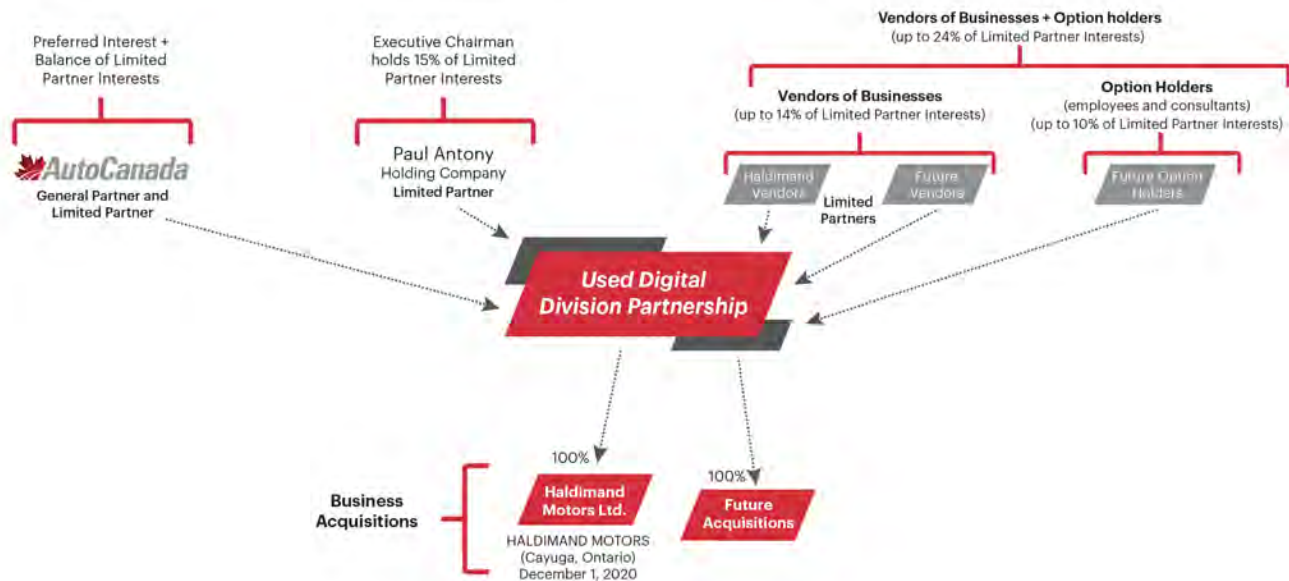 Preferred Interest +
Balance of Limited
Partner Interests
AutoCanada
General Partner and
Limited Partner
Executive Chairman
holds 15% of Limited
Partner Interests
Paul Antony
Holding Company
Limited Partner
Vendors of Businesses + Option holders
(up to 24% of Limited Partner Interests)
Vendors of Businesses
(up to 14% of Limited Partner Interests)
Option Holders
(employees and consultants)
(up to 10% of Limited Partner Interests)
Haldimand
Vendors
Future
Vendors
Future Option
Holders
Limited
Partners
Used Digital
Division Partnership
Business
Acquisitions
100%
Haldimand
Motors Ltd.
HALDIMAND MOTORS
(Cayuga, Ontario)
December 1, 2020
100%
Future
Acquisitions